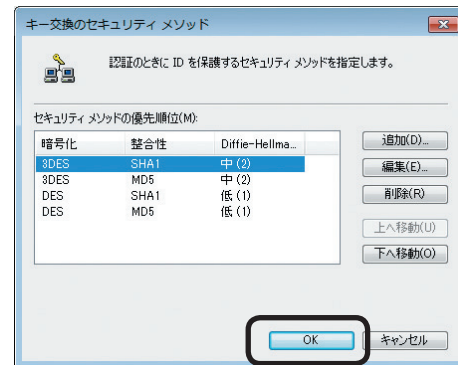 キー交換のセキュリティ メソッド
認証のときに ID を保護するセキュリティ メソッドを指定します。
セキュリティ メソッドの優先順位(M):
暗号化 整合性 Diffie-Hellma...
3DES SHA1 中 (2)
3DES MD5 中 (2)
DES SHA1 低 (1)
DES MD5 低 (1)
追加(D)...
編集(E)...
削除(R)
上へ移動(U)
下へ移動(O)
OK キャンセル